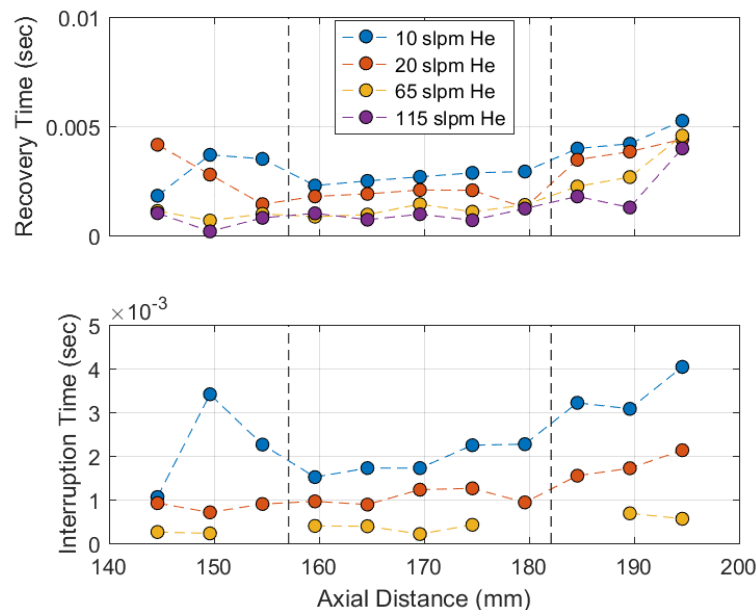 0.01
0.005
0
Recovery Time (sec)
10 slpm He
20 slpm He
65 slpm He
115 slpm He
×10⁻³
5
4
3
2
1
0
Interruption Time (sec)
140 150 160 170 180 190 200
Axial Distance (mm)